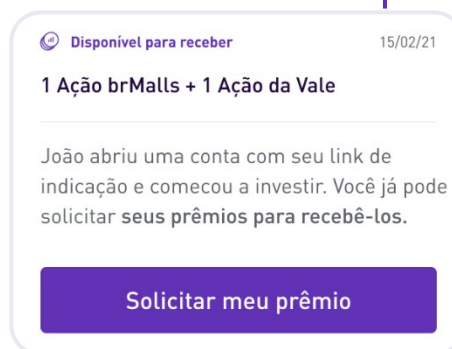 Disponível para receber 15/02/21
1 Ação brMalls + 1 Ação da Vale
João abriu uma conta com seu link de
indicação e comecou a investir. Você já pode
solicitar seus prêmios para recebê-los.
Solicitar meu prêmio